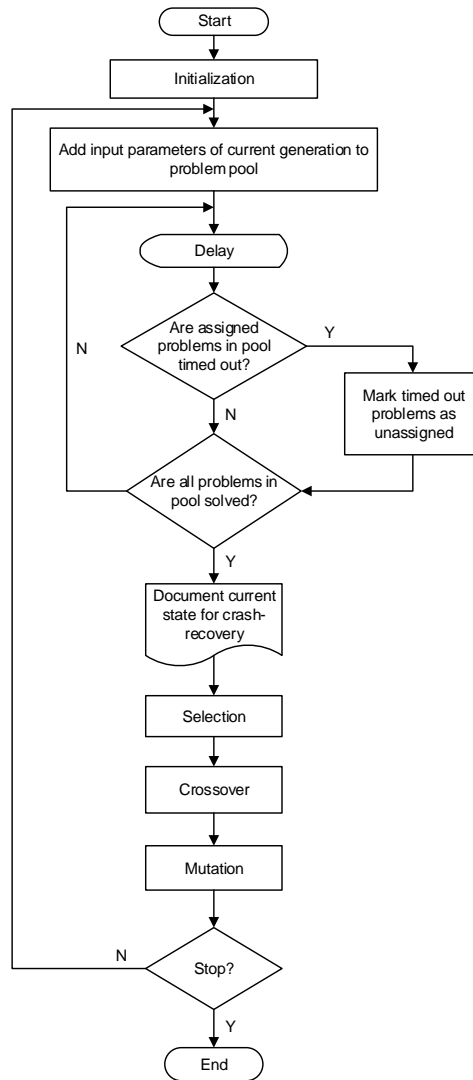 Start
Initialization
Add input parameters of current generation to
problem pool
Delay
Are assigned
problems in pool
timed out?
Y
N
N
Mark timed out
problems as
unassigned
Are all problems in
pool solved?
Y
Document current
state for crash-
recovery
Selection
Crossover
Mutation
N
Stop?
Y
End